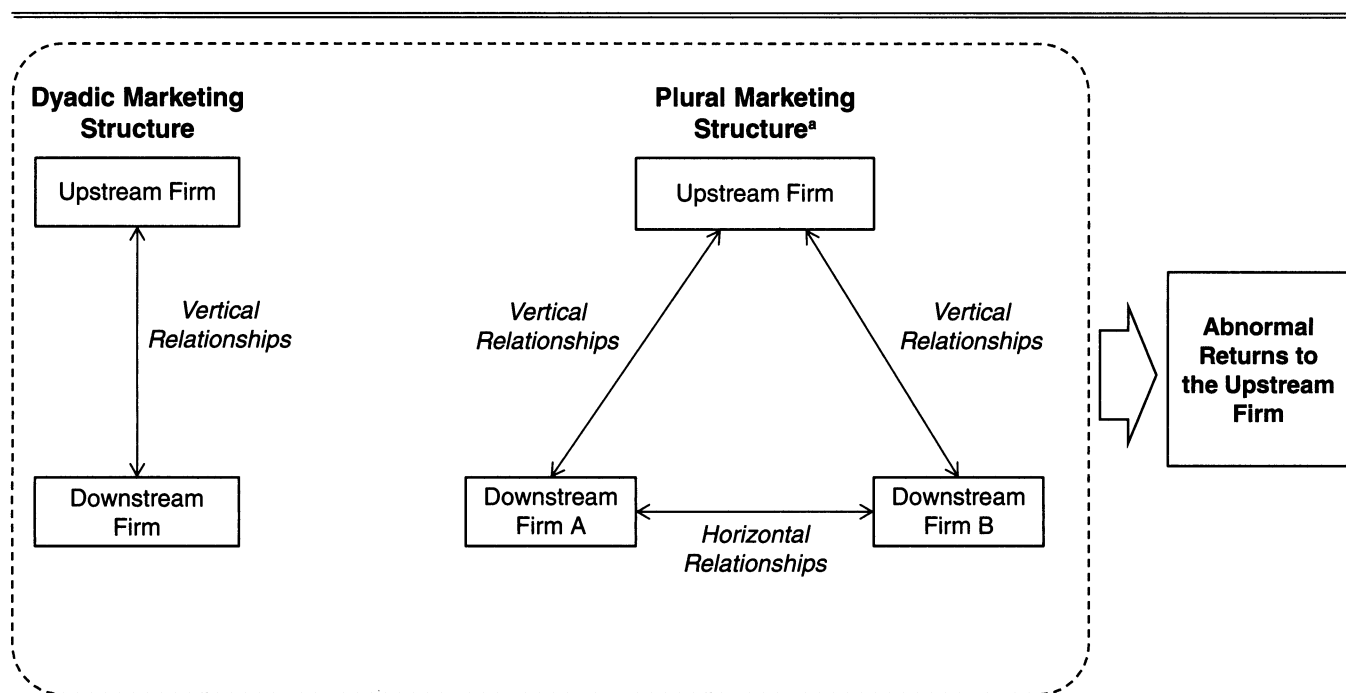 Dyadic Marketing
Structure
Upstream Firm
Vertical
Relationships
Downstream
Firm
Plural Marketing
Structureᵃ
Upstream Firm
Vertical
Relationships
Vertical
Relationships
Downstream
Firm A
Horizontal
Relationships
Downstream
Firm B
Abnormal
Returns to
the Upstream
Firm